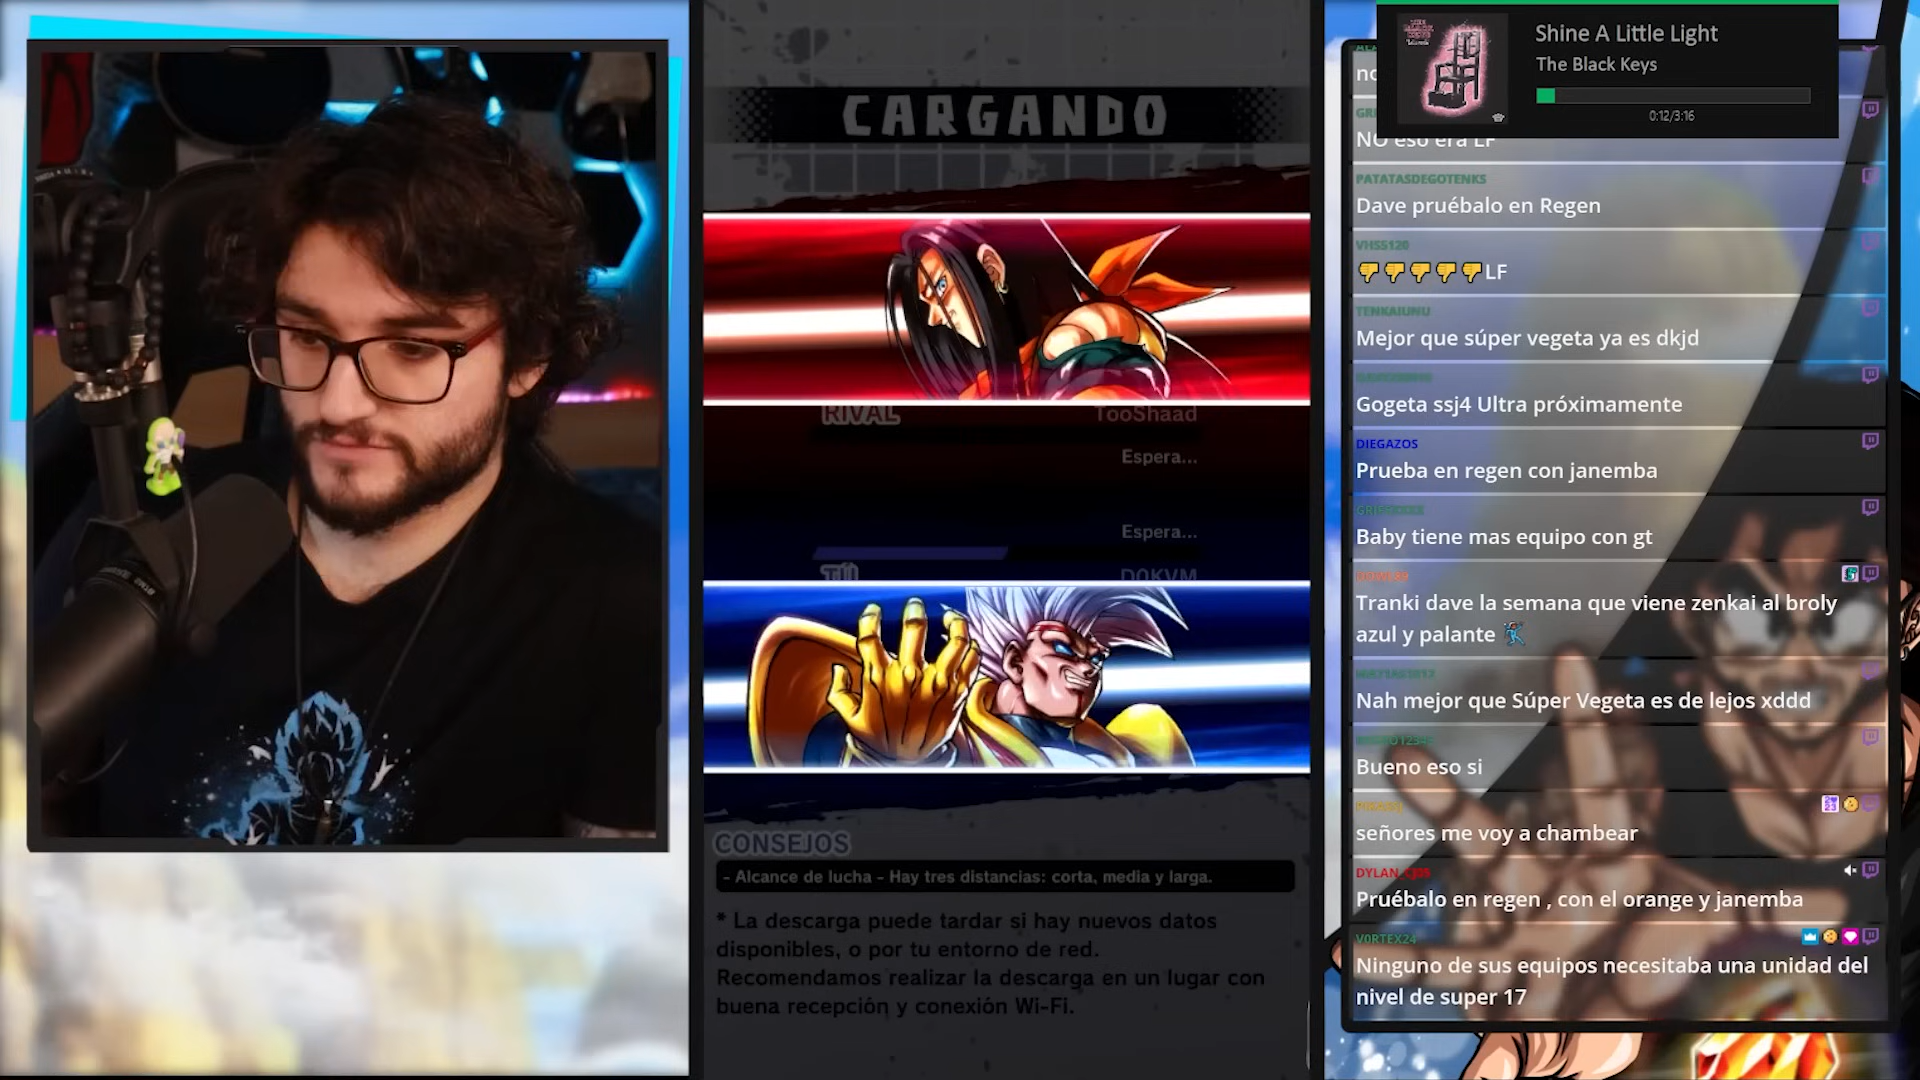 CARGANDO
RIVAL
TooShaad
Espera...
Espera...
TÚ
D0KVM
CONSEJOS
- Alcance de lucha - Hay tres distancias: corta, media y larga.
* La descarga puede tardar si hay nuevos datos
disponibles, o por tu entorno de red.
Recomendamos realizar la descarga en un lugar con
buena recepción y conexión Wi-Fi.
Shine A Little Light
The Black Keys
0:12/3:16
NO eso era LF
PATATASDEGOTENKS
Dave pruébalo en Regen
VHSS120
👎👎👎👎👎LF
TENKAIUNU
Mejor que súper vegeta ya es dkjd
Gogeta ssj4 Ultra próximamente
DIEGAZOS
Prueba en regen con janemba
Baby tiene mas equipo con gt
Tranki dave la semana que viene zenkai al broly
azul y palante
Nah mejor que Súper Vegeta es de lejos xddd
Bueno eso si
señores me voy a chambear
Pruébalo en regen , con el orange y janemba
V0RTEX24
Ninguno de sus equipos necesitaba una unidad del
nivel de super 17